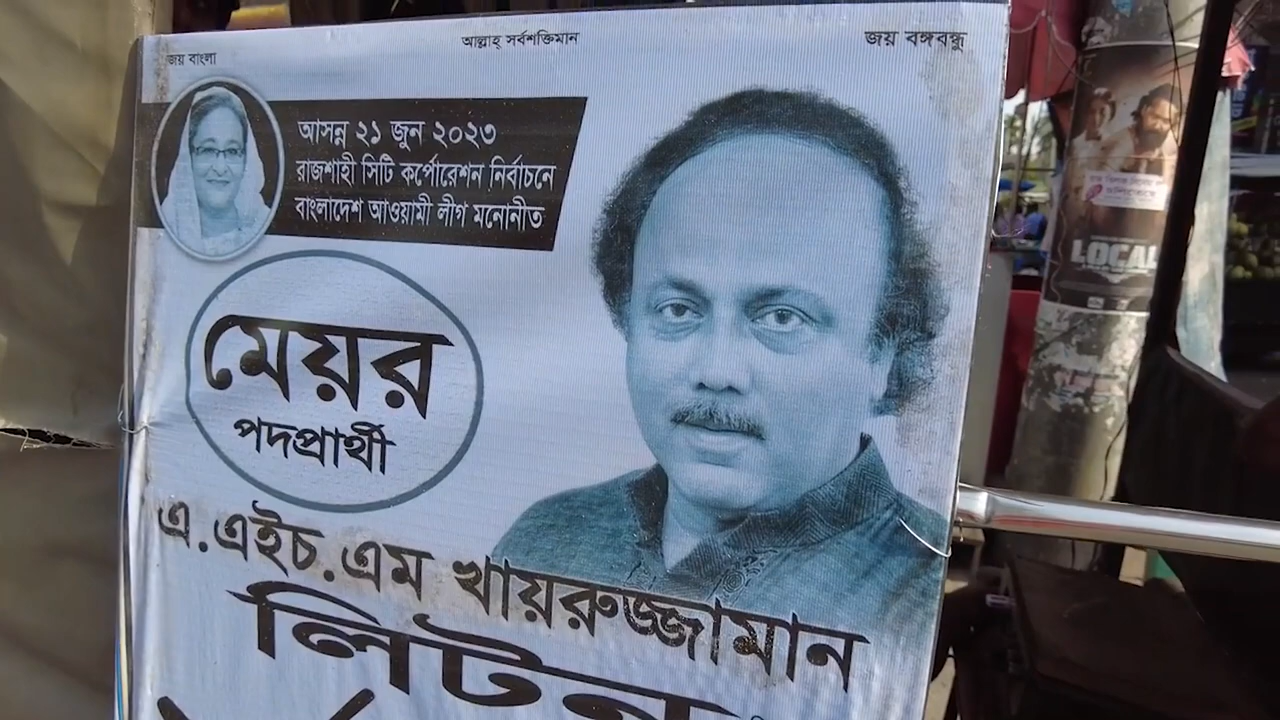 জয় বাংলা
আল্লাহ্ সর্বশক্তিমান
জয় বঙ্গবন্ধু
আসন্ন ২১ জুন ২০২৩
রাজশাহী সিটি কর্পোরেশন নির্বাচনে
বাংলাদেশ আওয়ামী লীগ মনোনীত
মেয়র
পদপ্রার্থী
এ.এইচ.এম খায়রুজ্জামান
লিটন
LOCAL